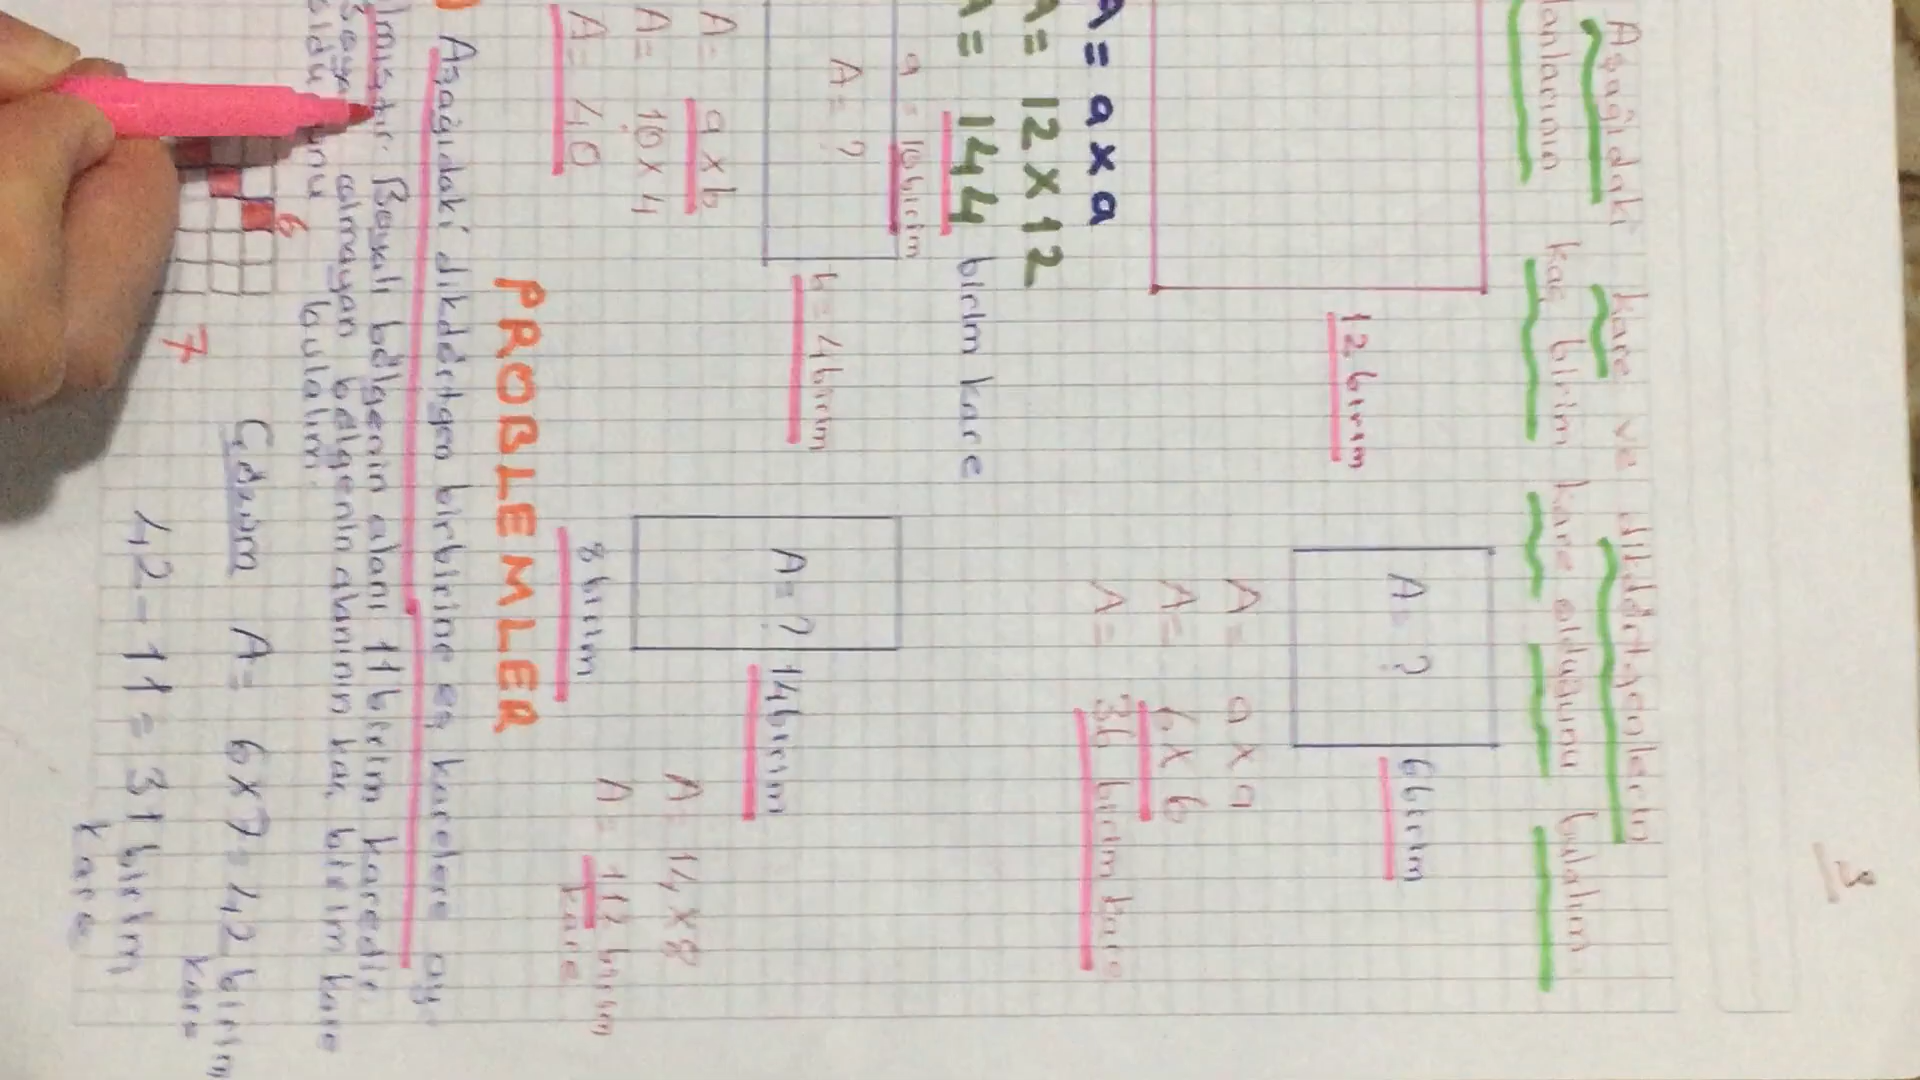 3
Aşağıdaki kare ve dikdörtgenlerin
alanlarının kaç birim kare olduğunu bulalım.
12 birim
A = ?
6 birim
A = a x a
A = 12 x 12
A = 144 birim kare
A = a x a
A = 6 x 6
A = 36 birim kare
a = 10 birim
A = ?
b = 4 birim
A = a x b
A = 10 x 4
A = 40
A = ?
14 birim
8 birim
A = 14 x 8
A = 112 birim
kare
PROBLEMLER
Aşağıdaki dikdörtgen birbirine eş karelere ay-
rılmıştır. Boyalı bölgenin alanı 11 birim karedir.
Boyalı olmayan bölgenin alanının kaç birim kare
bulalım.
6
7
Çözüm A = 6 x 7 = 42 birim
kare
42 - 11 = 31 birim
kare